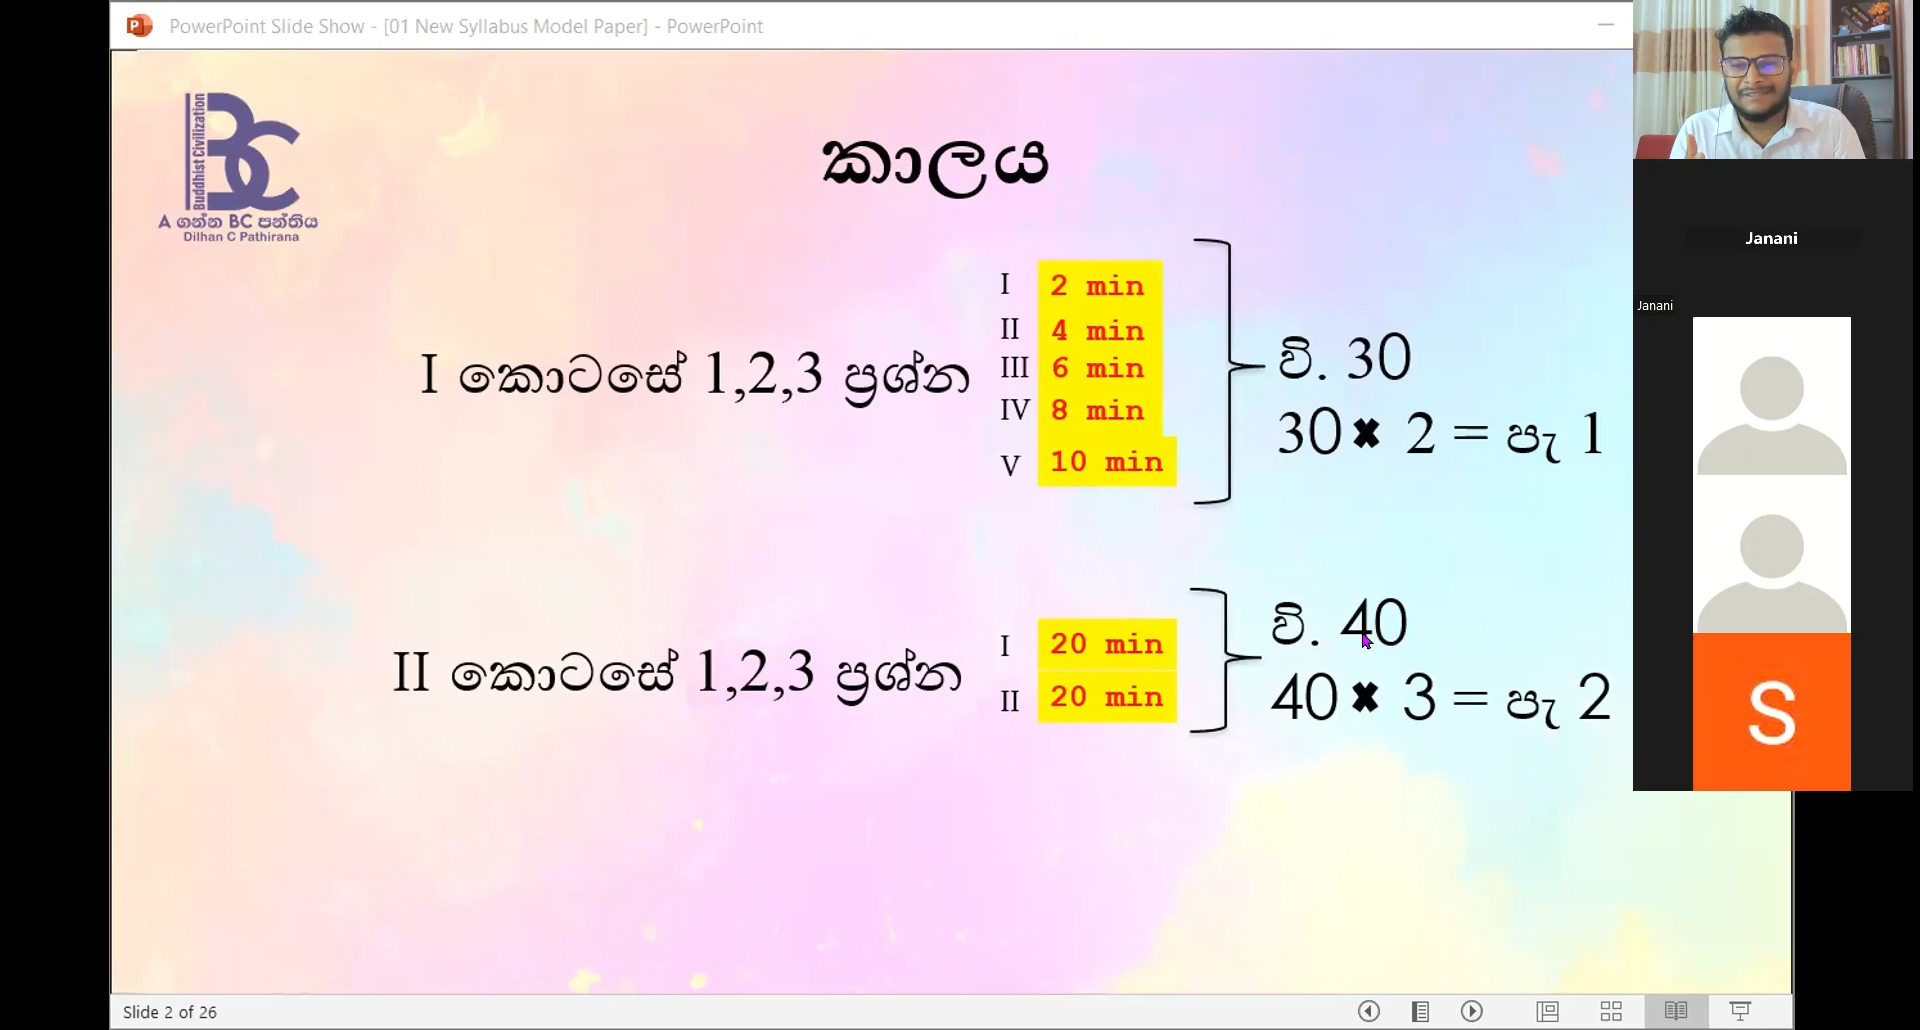 PowerPoint Slide Show - [01 New Syllabus Model Paper] - PowerPoint
Buddhist Civilization
BC
A ගන්න BC පන්තිය
Dilhan C Pathirana
කාලය
I කොටසේ 1,2,3 ප්‍රශ්න
I 2 min
II 4 min
III 6 min
IV 8 min
V 10 min
වි. 30
30 ✖ 2 = පැ 1
II කොටසේ 1,2,3 ප්‍රශ්න
I 20 min
II 20 min
වි. 40
40 ✖ 3 = පැ 2
Janani
Janani
S
Slide 2 of 26